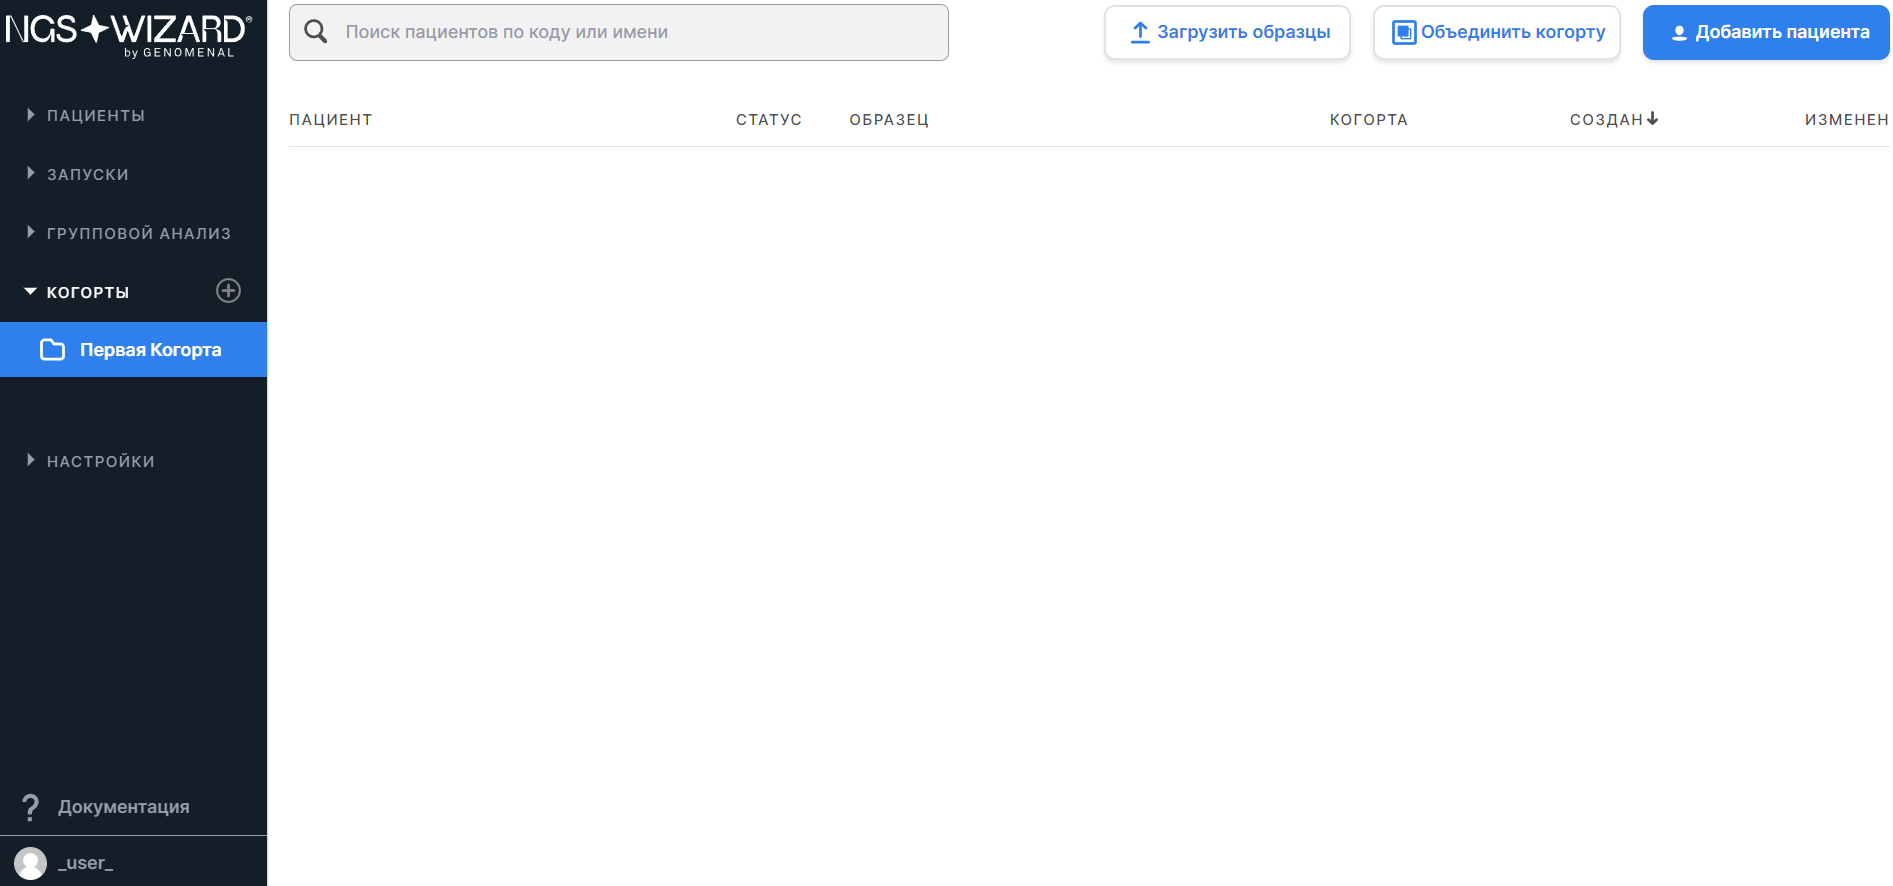 NGS WIZARD®
by GENOMENAL
ПАЦИЕНТЫ
ЗАПУСКИ
ГРУППОВОЙ АНАЛИЗ
КОГОРТЫ
Первая Когорта
НАСТРОЙКИ
Документация
_user_
Поиск пациентов по коду или имени
Загрузить образцы
Объединить когорту
Добавить пациента
ПАЦИЕНТ СТАТУС ОБРАЗЕЦ КОГОРТА СОЗДАН ИЗМЕНЕН